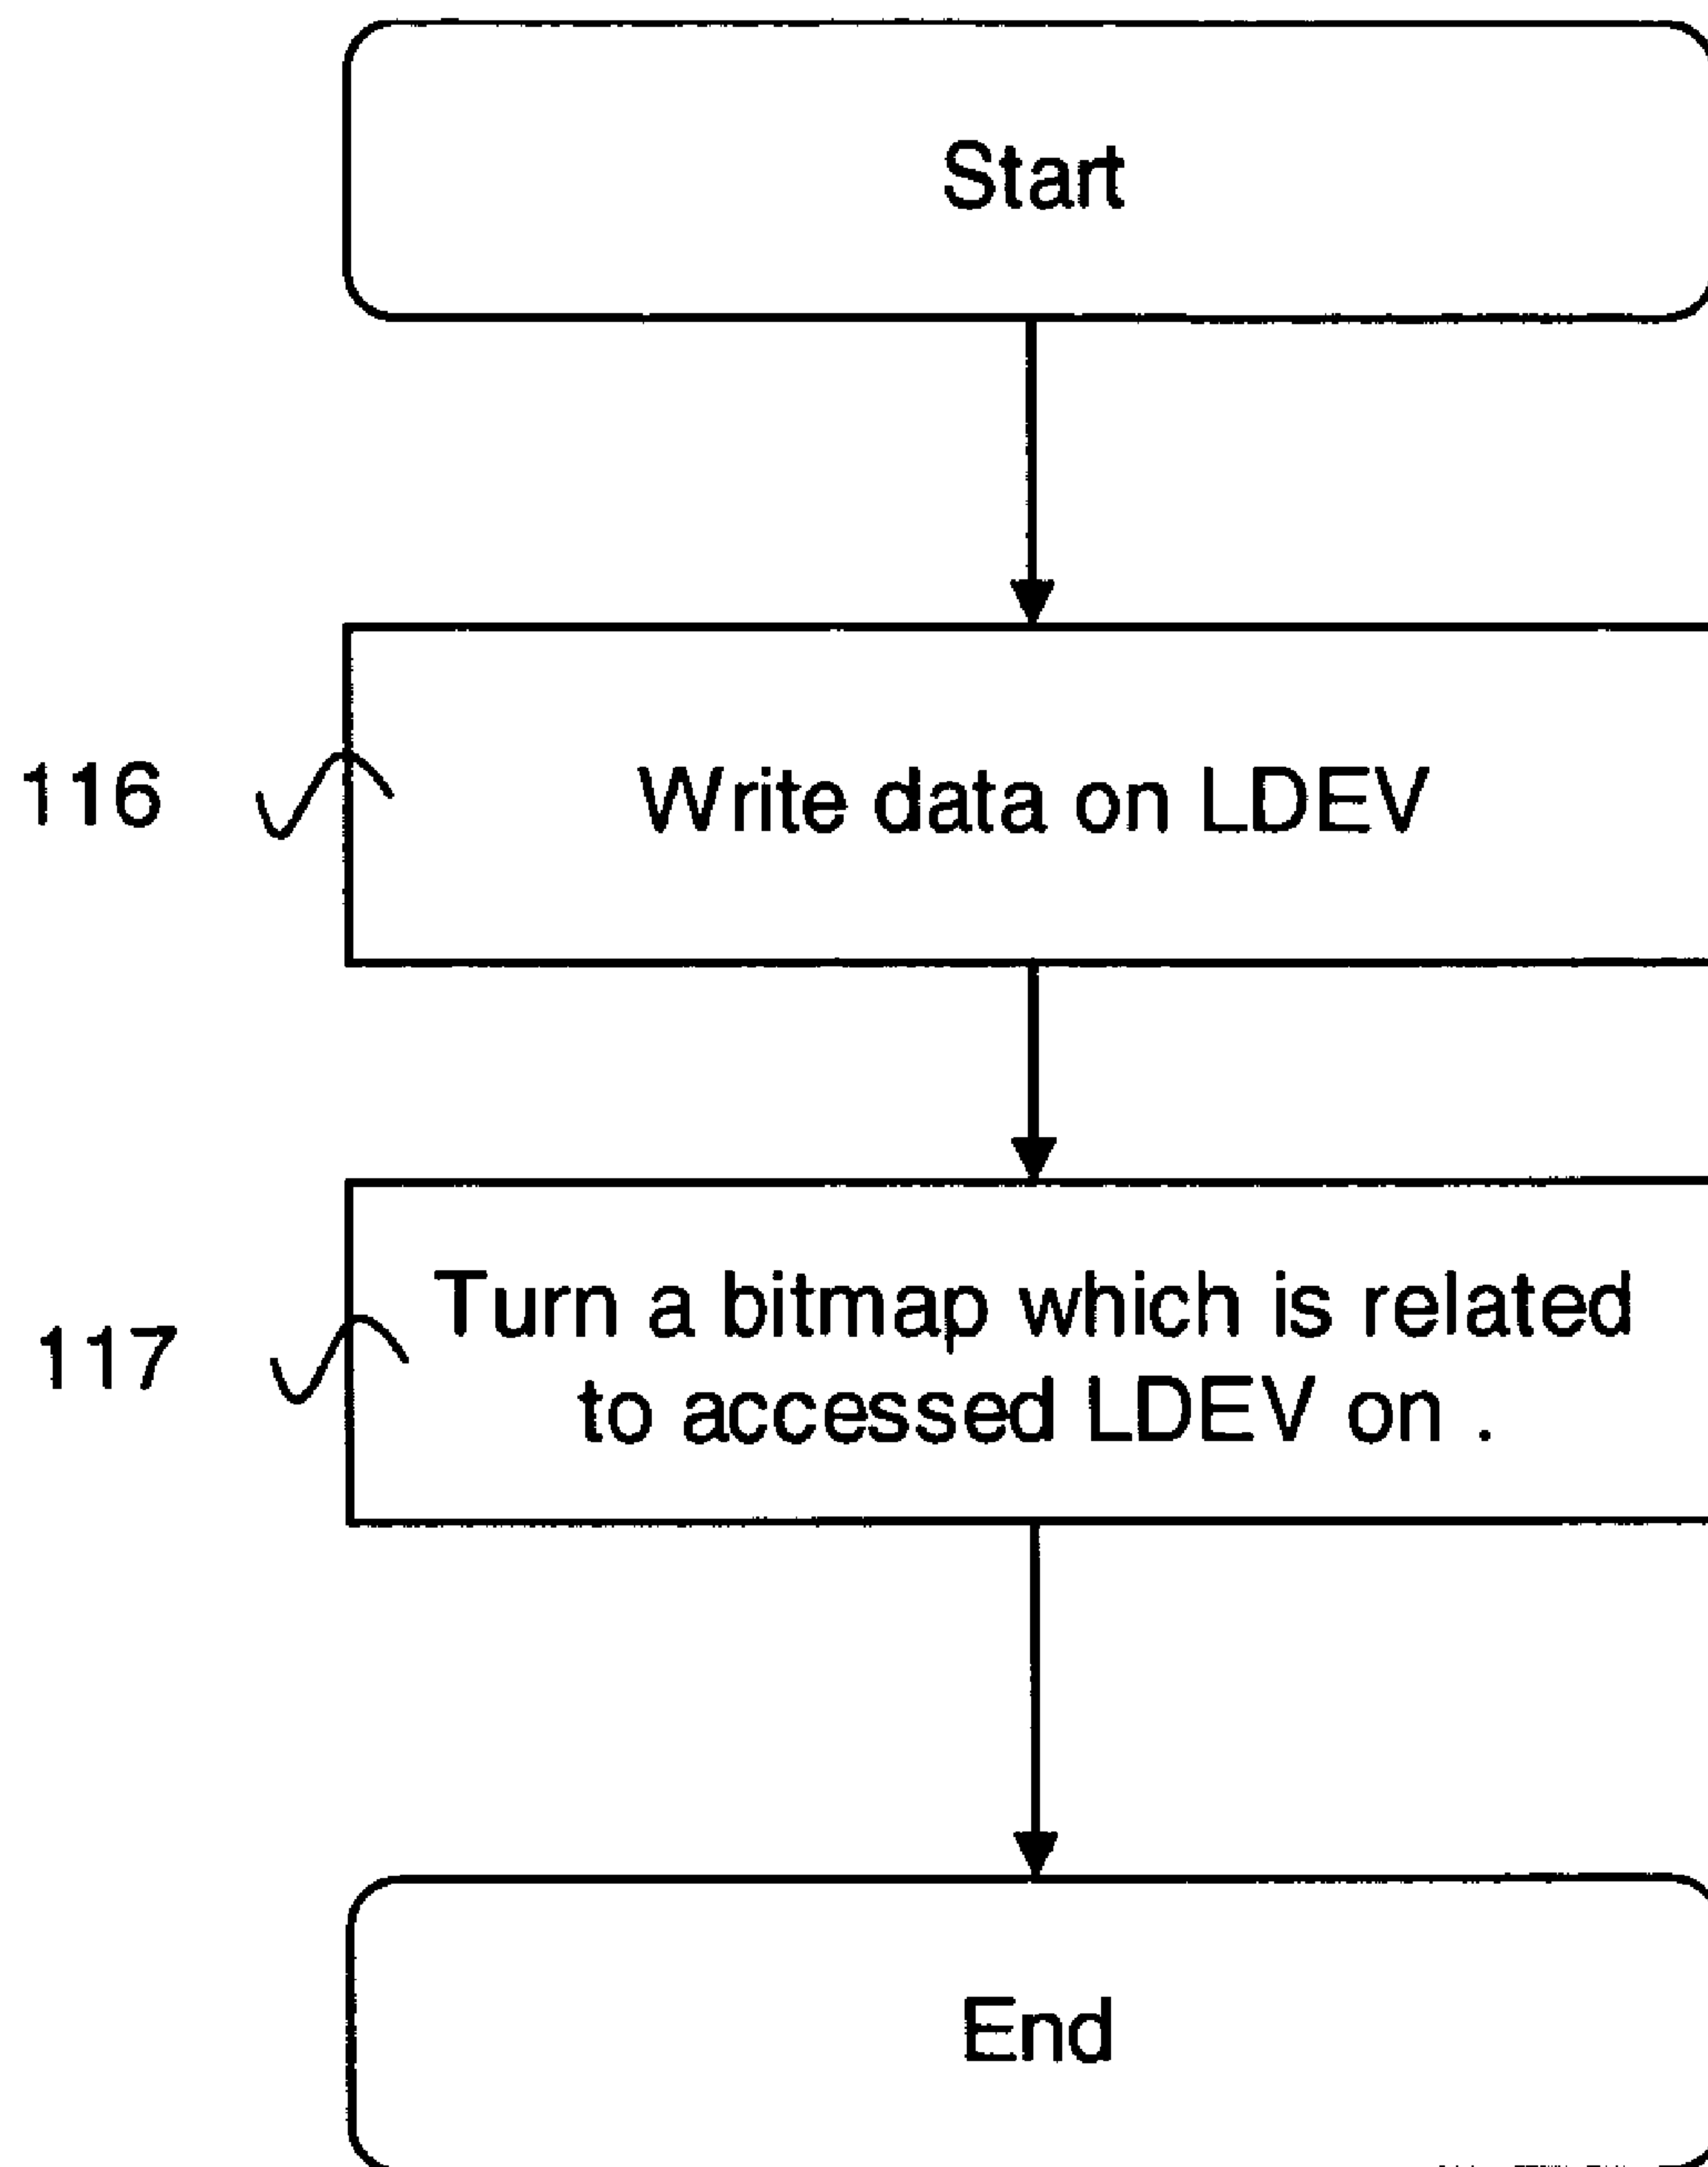 Start
116
Write data on LDEV
117
Turn a bitmap which is related
to accessed LDEV on .
End